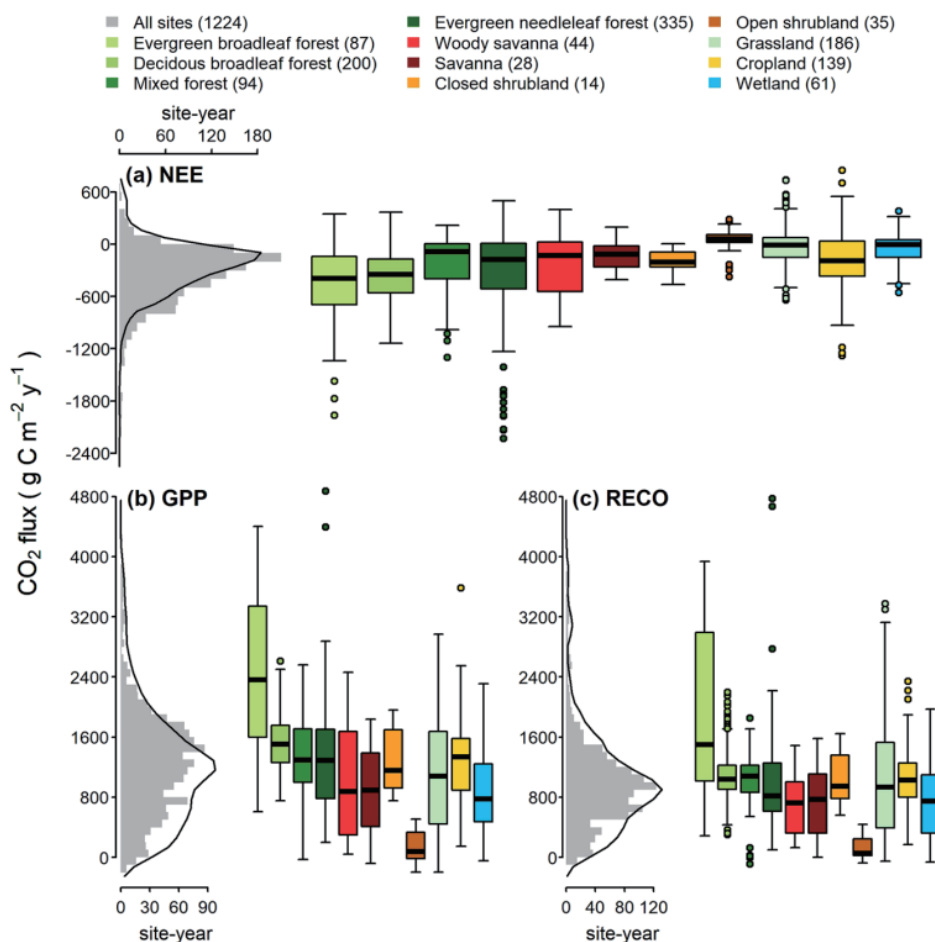 All sites (1224)
Evergreen broadleaf forest (87)
Decidous broadleaf forest (200)
Mixed forest (94)
Evergreen needleleaf forest (335)
Woody savanna (44)
Savanna (28)
Closed shrubland (14)
Open shrubland (35)
Grassland (186)
Cropland (139)
Wetland (61)
site-year
0 60 120 180
(a) NEE
600
0
-600
-1200
-1800
-2400
CO₂ flux ( g C m⁻² y⁻¹ )
(b) GPP
4800
4000
3200
2400
1600
800
0
0 30 60 90
site-year
(c) RECO
4800
4000
3200
2400
1600
800
0
0 40 80 120
site-year